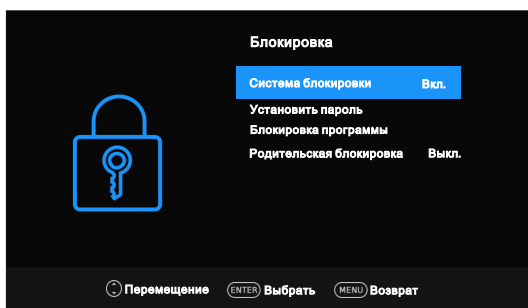 Блокировка
Система блокировки Вкл.
Установить пароль
Блокировка программы
Родительская блокировка Выкл.
Перемещение ENTER Выбрать MENU Возврат